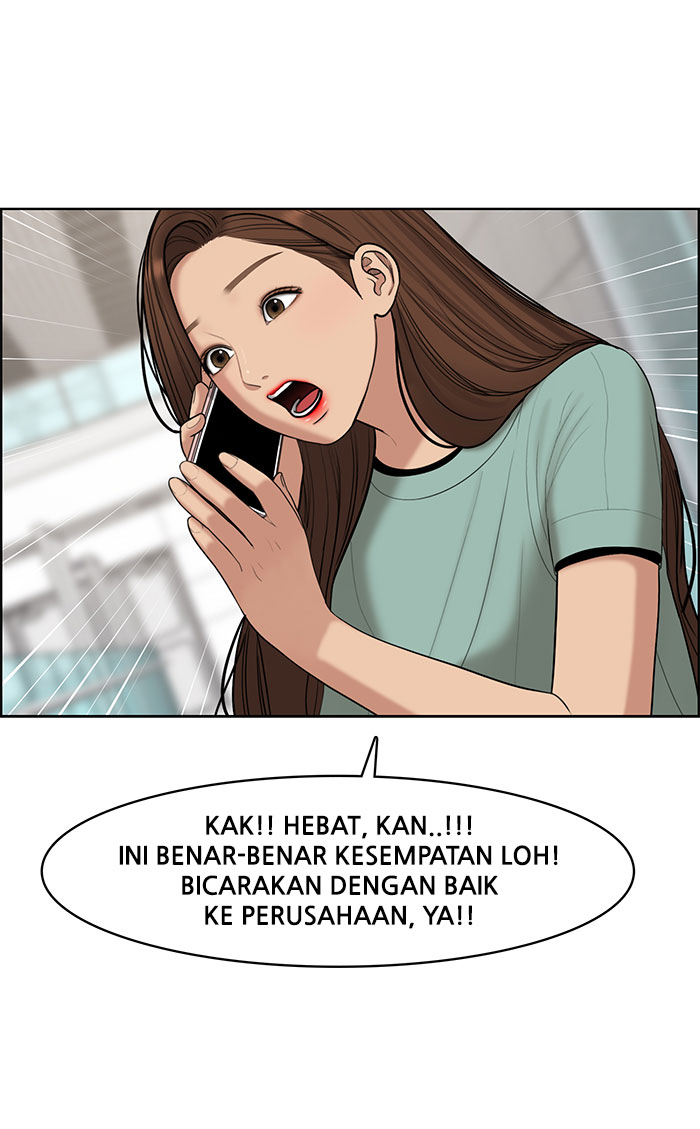 KAK!! HEBAT, KAN..!!!
INI BENAR-BENAR KESEMPATAN LOH!
BICARAKAN DENGAN BAIK
KE PERUSAHAAN, YA!!